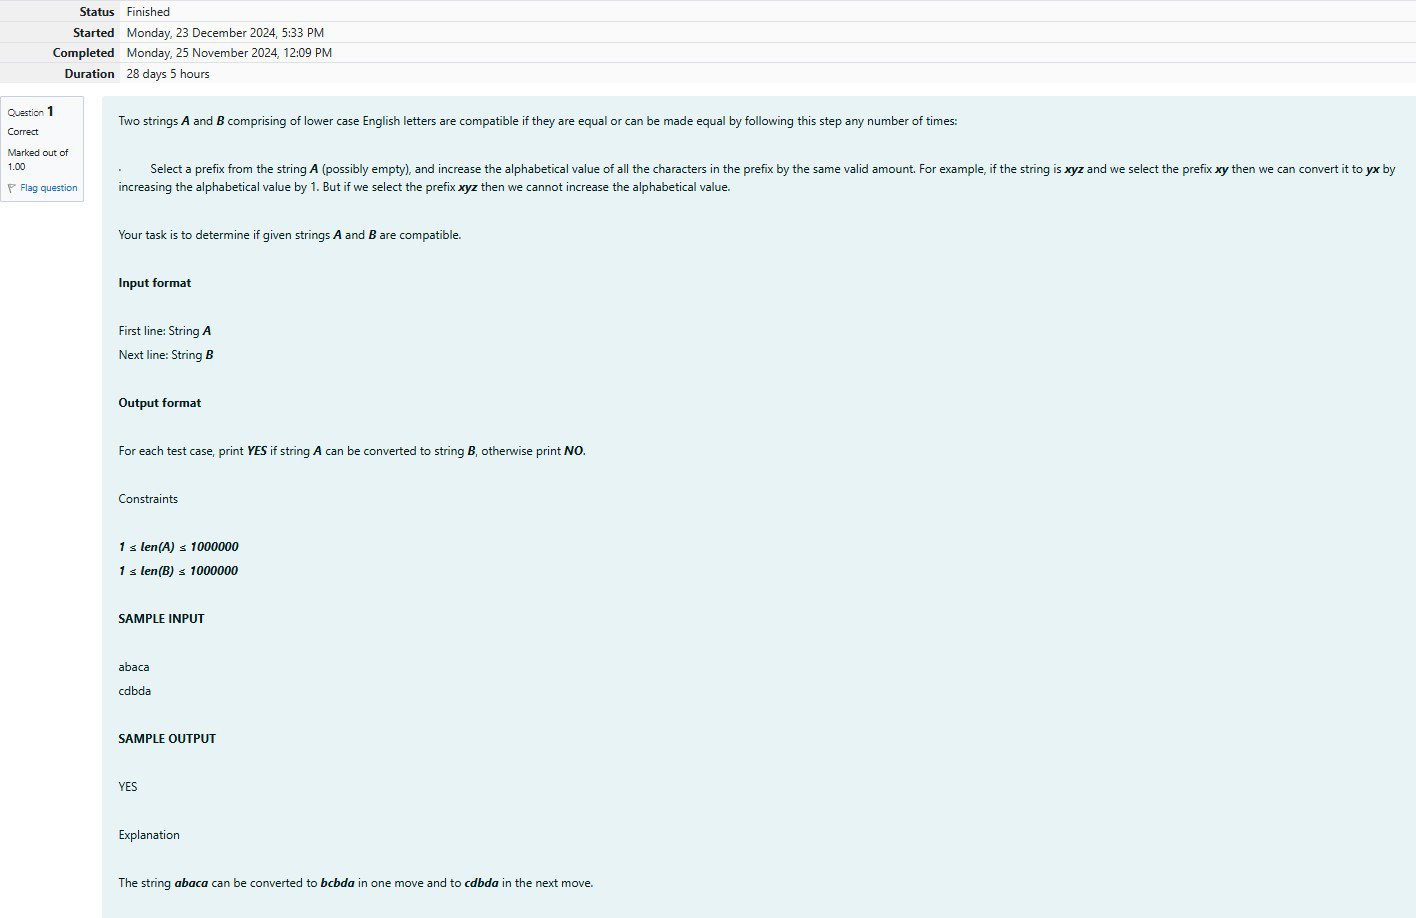 Status Finished
Started Monday, 23 December 2024, 5:33 PM
Completed Monday, 25 November 2024, 12:09 PM
Duration 28 days 5 hours
Question 1
Correct
Marked out of
1.00
Flag question
Two strings A and B comprising of lower case English letters are compatible if they are equal or can be made equal by following this step any number of times:
· Select a prefix from the string A (possibly empty), and increase the alphabetical value of all the characters in the prefix by the same valid amount. For example, if the string is xyz and we select the prefix xy then we can convert it to yx by
increasing the alphabetical value by 1. But if we select the prefix xyz then we cannot increase the alphabetical value.
Your task is to determine if given strings A and B are compatible.
Input format
First line: String A
Next line: String B
Output format
For each test case, print YES if string A can be converted to string B, otherwise print NO.
Constraints
1 ≤ len(A) ≤ 1000000
1 ≤ len(B) ≤ 1000000
SAMPLE INPUT
abaca
cdbda
SAMPLE OUTPUT
YES
Explanation
The string abaca can be converted to bcbda in one move and to cdbda in the next move.